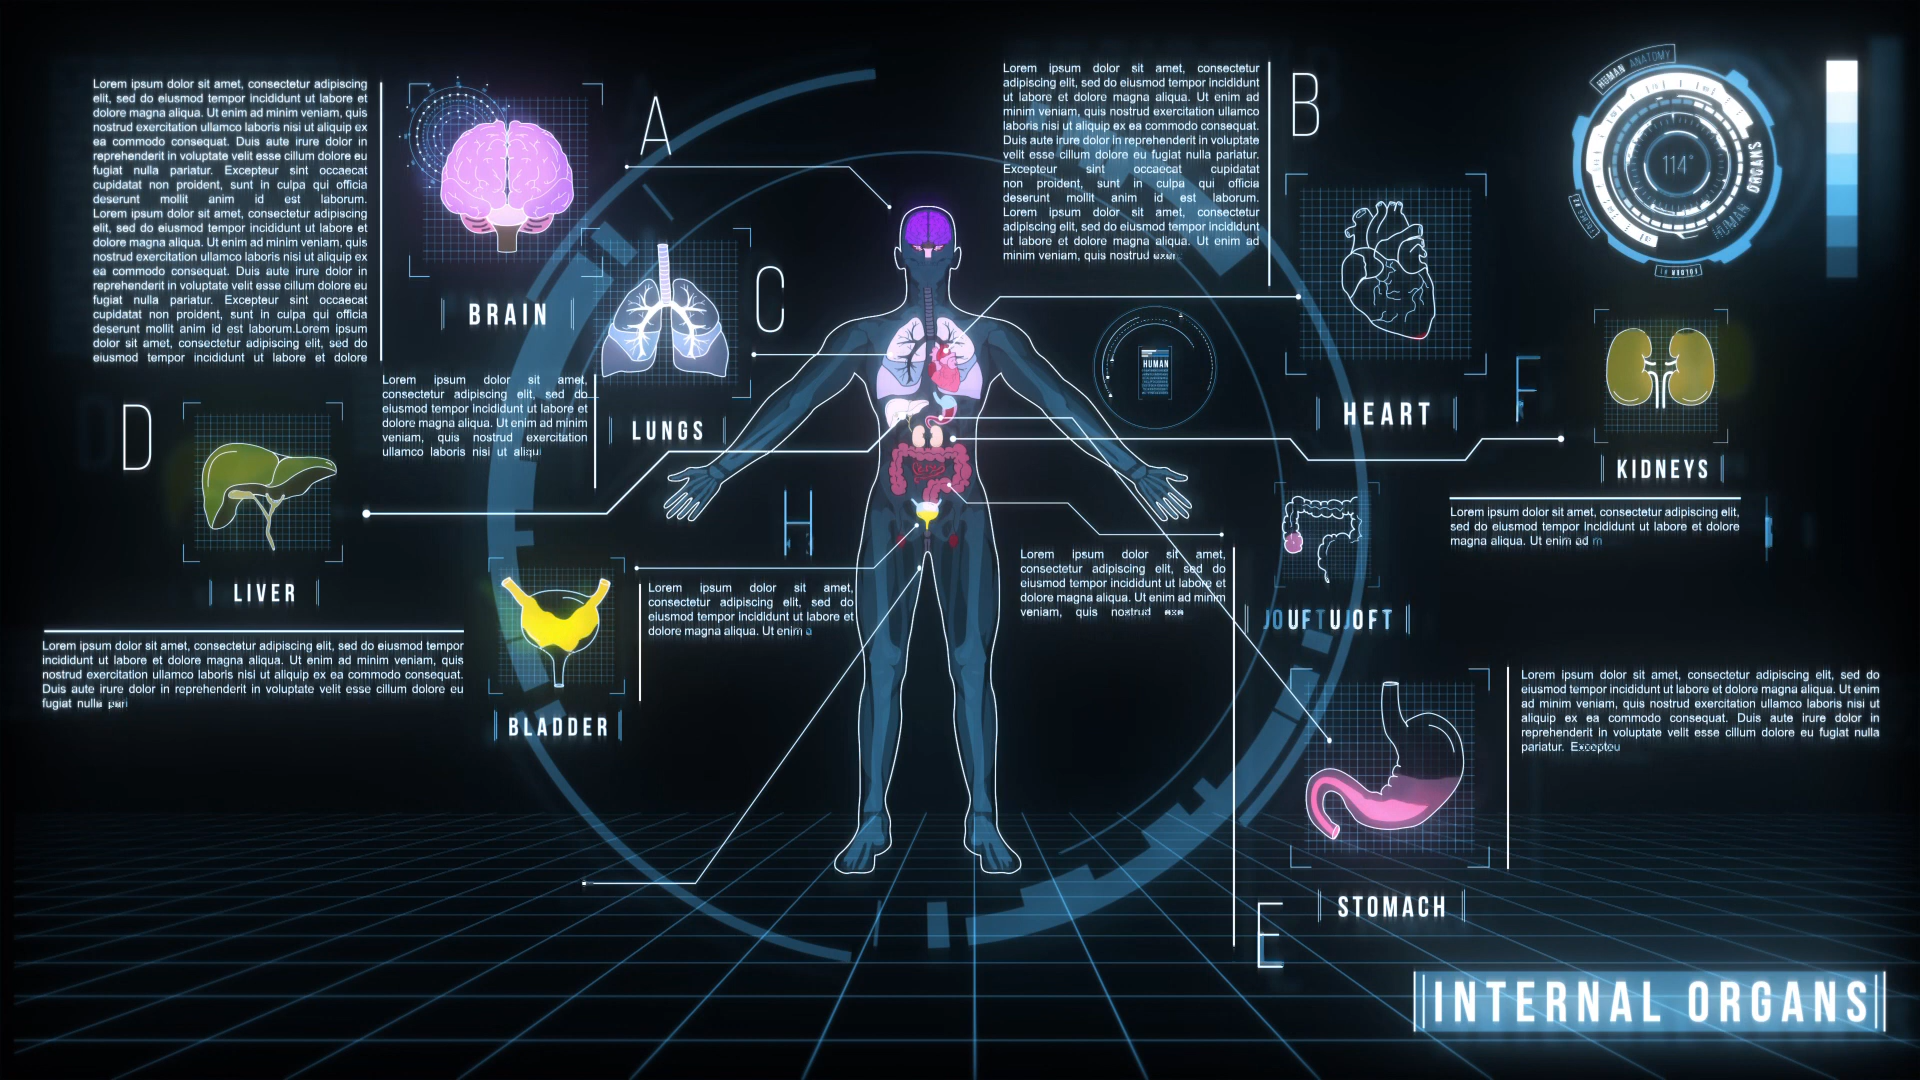 Lorem ipsum dolor sit amet, consectetur adipiscing
elit, sed do eiusmod tempor incididunt ut labore et
dolore magna aliqua. Ut enim ad minim veniam, quis
nostrud exercitation ullamco laboris nisi ut aliquip ex
ea commodo consequat. Duis aute irure dolor in
reprehenderit in voluptate velit esse cillum dolore eu
fugiat nulla pariatur. Excepteur sint occaecat
cupidatat non proident, sunt in culpa qui officia
deserunt mollit anim id est laborum.
Lorem ipsum dolor sit amet, consectetur adipiscing
elit, sed do eiusmod tempor incididunt ut labore et
dolore magna aliqua. Ut enim ad minim veniam, quis
nostrud exercitation ullamco laboris nisi ut aliquip ex
ea commodo consequat. Duis aute irure dolor in
reprehenderit in voluptate velit esse cillum dolore eu
fugiat nulla pariatur. Excepteur sint occaecat
cupidatat non proident, sunt in culpa qui officia
deserunt mollit anim id est laborum.Lorem ipsum
dolor sit amet, consectetur adipiscing elit, sed do
eiusmod tempor incididunt ut labore et dolore
A
BRAIN
Lorem ipsum dolor sit amet, consectetur
adipiscing elit, sed do eiusmod tempor incididunt
ut labore et dolore magna aliqua. Ut enim ad
minim veniam, quis nostrud exercitation ullamco
laboris nisi ut aliquip ex ea commodo consequat.
Duis aute irure dolor in reprehenderit in voluptate
velit esse cillum dolore eu fugiat nulla pariatur.
Excepteur sint occaecat cupidatat
non proident, sunt in culpa qui officia
deserunt mollit anim id est laborum.
Lorem ipsum dolor sit amet, consectetur
adipiscing elit, sed do eiusmod tempor incididunt
ut labore et dolore magna aliqua. Ut enim ad
minim veniam, quis nostrud
B
HEART
HUMAN ANATOMY
ORGANS
HUMAN
114°
C
LUNGS
Lorem ipsum dolor sit amet,
consectetur adipiscing elit, sed do
eiusmod tempor incididunt ut labore et
dolore magna aliqua. Ut enim ad minim
veniam, quis nostrud exercitation
ullamco laboris nisi ut
HUMAN
F
KIDNEYS
Lorem ipsum dolor sit amet, consectetur adipiscing elit,
sed do eiusmod tempor incididunt ut labore et dolore
magna aliqua. Ut enim ad
D
LIVER
Lorem ipsum dolor sit amet, consectetur adipiscing elit, sed do eiusmod tempor
incididunt ut labore et dolore magna aliqua. Ut enim ad minim veniam, quis
nostrud exercitation ullamco laboris nisi ut aliquip ex ea commodo consequat.
Duis aute irure dolor in reprehenderit in voluptate velit esse cillum dolore eu
fugiat nulla
H
BLADDER
Lorem ipsum dolor sit amet,
consectetur adipiscing elit, sed do
eiusmod tempor incididunt ut labore et
dolore magna aliqua. Ut enim
Lorem ipsum dolor sit amet,
consectetur adipiscing elit, sed do
eiusmod tempor incididunt ut labore et
dolore magna aliqua. Ut enim ad minim
veniam, quis nostrud
JOUFTUJOFT
E
STOMACH
Lorem ipsum dolor sit amet, consectetur adipiscing elit, sed do
eiusmod tempor incididunt ut labore et dolore magna aliqua. Ut enim
ad minim veniam, quis nostrud exercitation ullamco laboris nisi ut
aliquip ex ea commodo consequat. Duis aute irure dolor in
reprehenderit in voluptate velit esse cillum dolore eu fugiat nulla
pariatur.
INTERNAL ORGANS